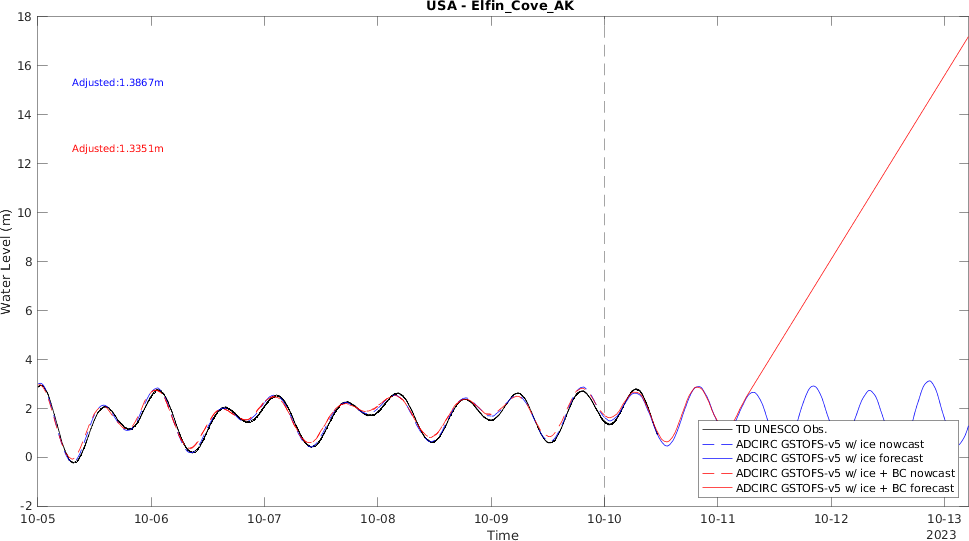 USA - Elfin_Cove_AK
18
16
14
12
10
8
6
4
2
0
-2
Water Level (m)
Adjusted:1.3867m
Adjusted:1.3351m
TD UNESCO Obs.
ADCIRC GSTOFS-v5 w/ ice nowcast
ADCIRC GSTOFS-v5 w/ ice forecast
ADCIRC GSTOFS-v5 w/ ice + BC nowcast
ADCIRC GSTOFS-v5 w/ ice + BC forecast
10-05 10-06 10-07 10-08 10-09 10-10 10-11 10-12 10-13
Time 2023